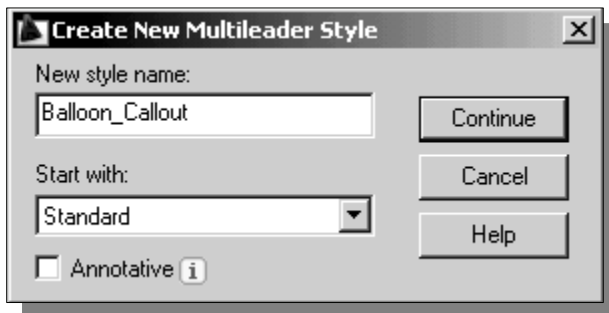 Create New Multileader Style
New style name:
Balloon_Callout
Continue
Start with:
Cancel
Standard
Help
Annotative i